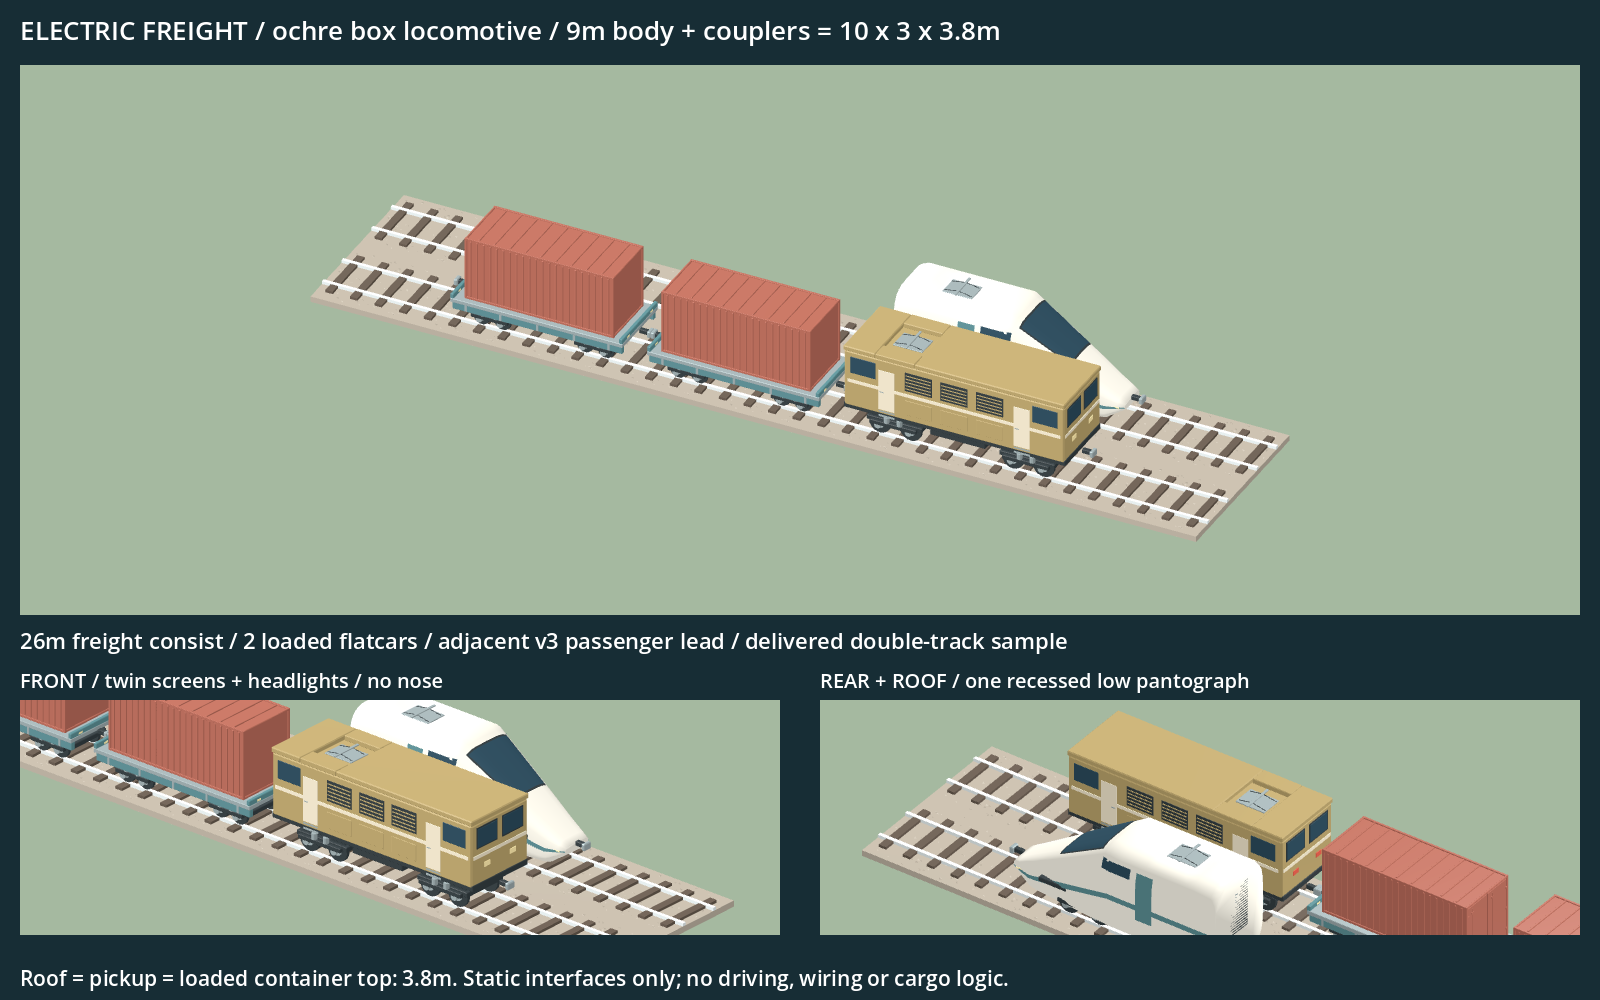 ELECTRIC FREIGHT / ochre box locomotive / 9m body + couplers = 10 x 3 x 3.8m
26m freight consist / 2 loaded flatcars / adjacent v3 passenger lead / delivered double-track sample
FRONT / twin screens + headlights / no nose
REAR + ROOF / one recessed low pantograph
Roof = pickup = loaded container top: 3.8m. Static interfaces only; no driving, wiring or cargo logic.